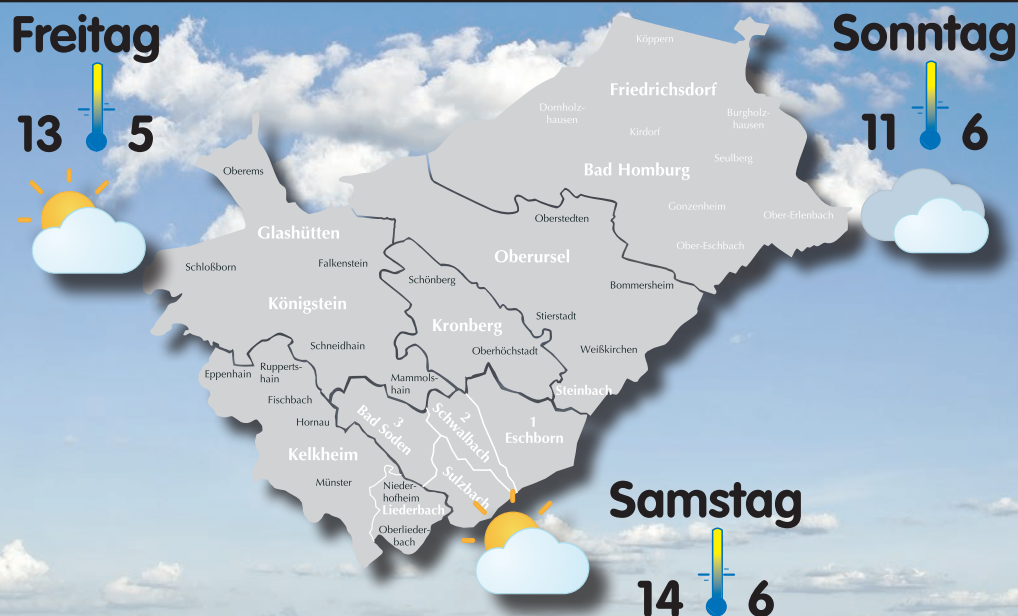 Freitag
13 5
Sonntag
11 6
Köppern
Friedrichsdorf
Dornholz-
hausen
Burgholz-
hausen
Kirdorf
Seulberg
Bad Homburg
Oberems
Gonzenheim
Ober-Erlenbach
Oberstedten
Glashütten
Ober-Eschbach
Oberursel
Schloßborn
Falkenstein
Schönberg
Bommersheim
Königstein
Stierstadt
Kronberg
Schneidhain
Oberhöchstadt
Weißkirchen
Eppenhain
Rupperts-
hain
Mammols-
hain
Steinbach
Fischbach
Hornau
3
Bad Soden
2
Schwalbach
1
Eschborn
Kelkheim
Münster
Sulzbach
Nieder-
hofheim
Liederbach
Oberlieder-
bach
Samstag
14 6